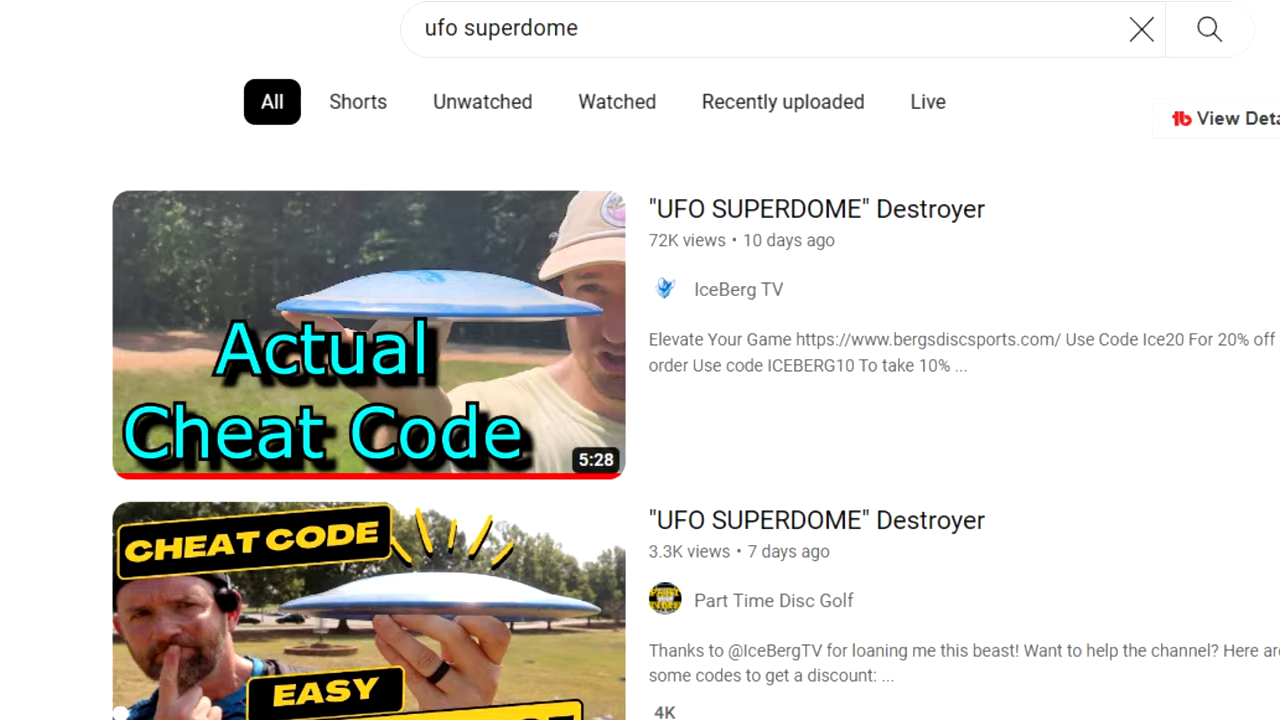 ufo superdome
All
Shorts
Unwatched
Watched
Recently uploaded
Live
View
Actual
Cheat Code
5:28
"UFO SUPERDOME" Destroyer
72K views • 10 days ago
IceBerg TV
Elevate Your Game https://www.bergsdiscsports.com/ Use Code Ice20 For 20% off
order Use code ICEBERG10 To take 10% ...
CHEAT CODE
EASY
"UFO SUPERDOME" Destroyer
3.3K views • 7 days ago
PART
TIME
Part Time Disc Golf
Thanks to @IceBergTV for loaning me this beast! Want to help the channel? Here are
some codes to get a discount: ...
4K